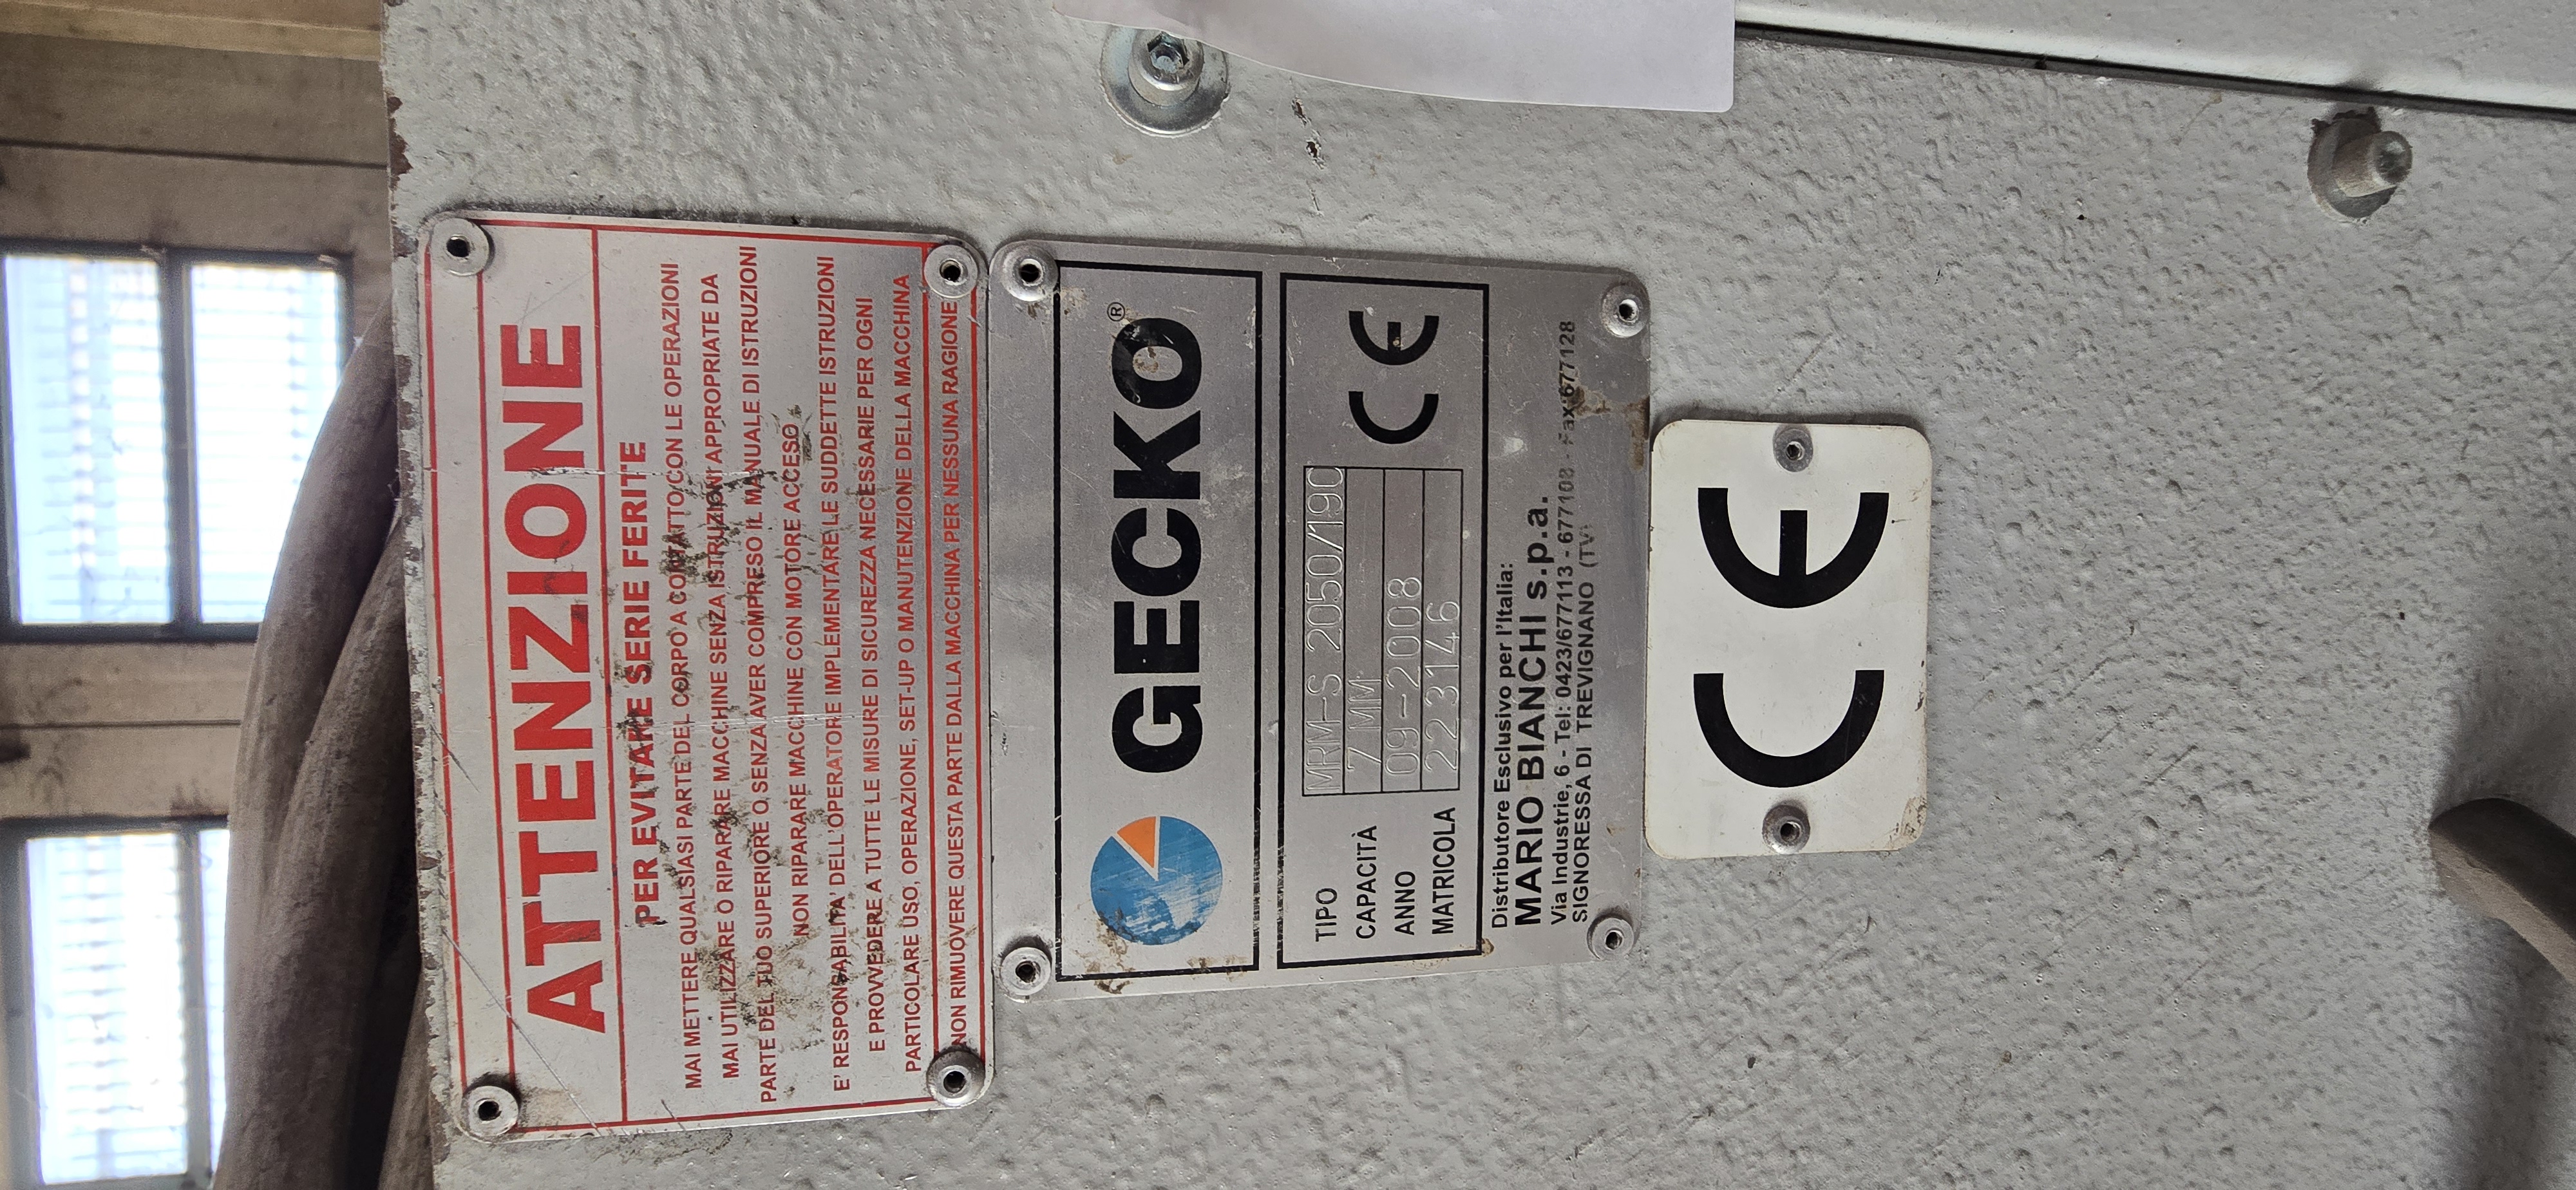 ATTENZIONE
PER EVITARE SERIE FERITE
MAI METTERE QUALSIASI PARTE DEL CORPO A CONTATTO CON LE OPERAZIONI
MAI UTILIZZARE O RIPARARE MACCHINE SENZA ISTRUZIONI APPROPRIATE DA
PARTE DEL TUO SUPERIORE O SENZA AVER COMPRESO IL MANUALE DI ISTRUZIONI
NON RIPARARE MACCHINE CON MOTORE ACCESO
E' RESPONSABILITA' DELL'OPERATORE IMPLEMENTARE LE SUDDETTE ISTRUZIONI
E PROVVEDERE A TUTTE LE MISURE DI SICUREZZA NECESSARIE PER OGNI
PARTICOLARE USO, OPERAZIONE, SET-UP O MANUTENZIONE DELLA MACCHINA
NON RIMUOVERE QUESTA PARTE DALLA MACCHINA PER NESSUNA RAGIONE
GECKO®
TIPO MRM-S 2050/190
CAPACITÀ 7 MM.
ANNO 09-2008
MATRICOLA 223146
CE
Distributore Esclusivo per l'Italia:
MARIO BIANCHI s.p.a.
Via Industrie, 6 - Tel: 0423/677113 - 677108 - Fax:677128
SIGNORESSA DI TREVIGNANO (TV)
CE